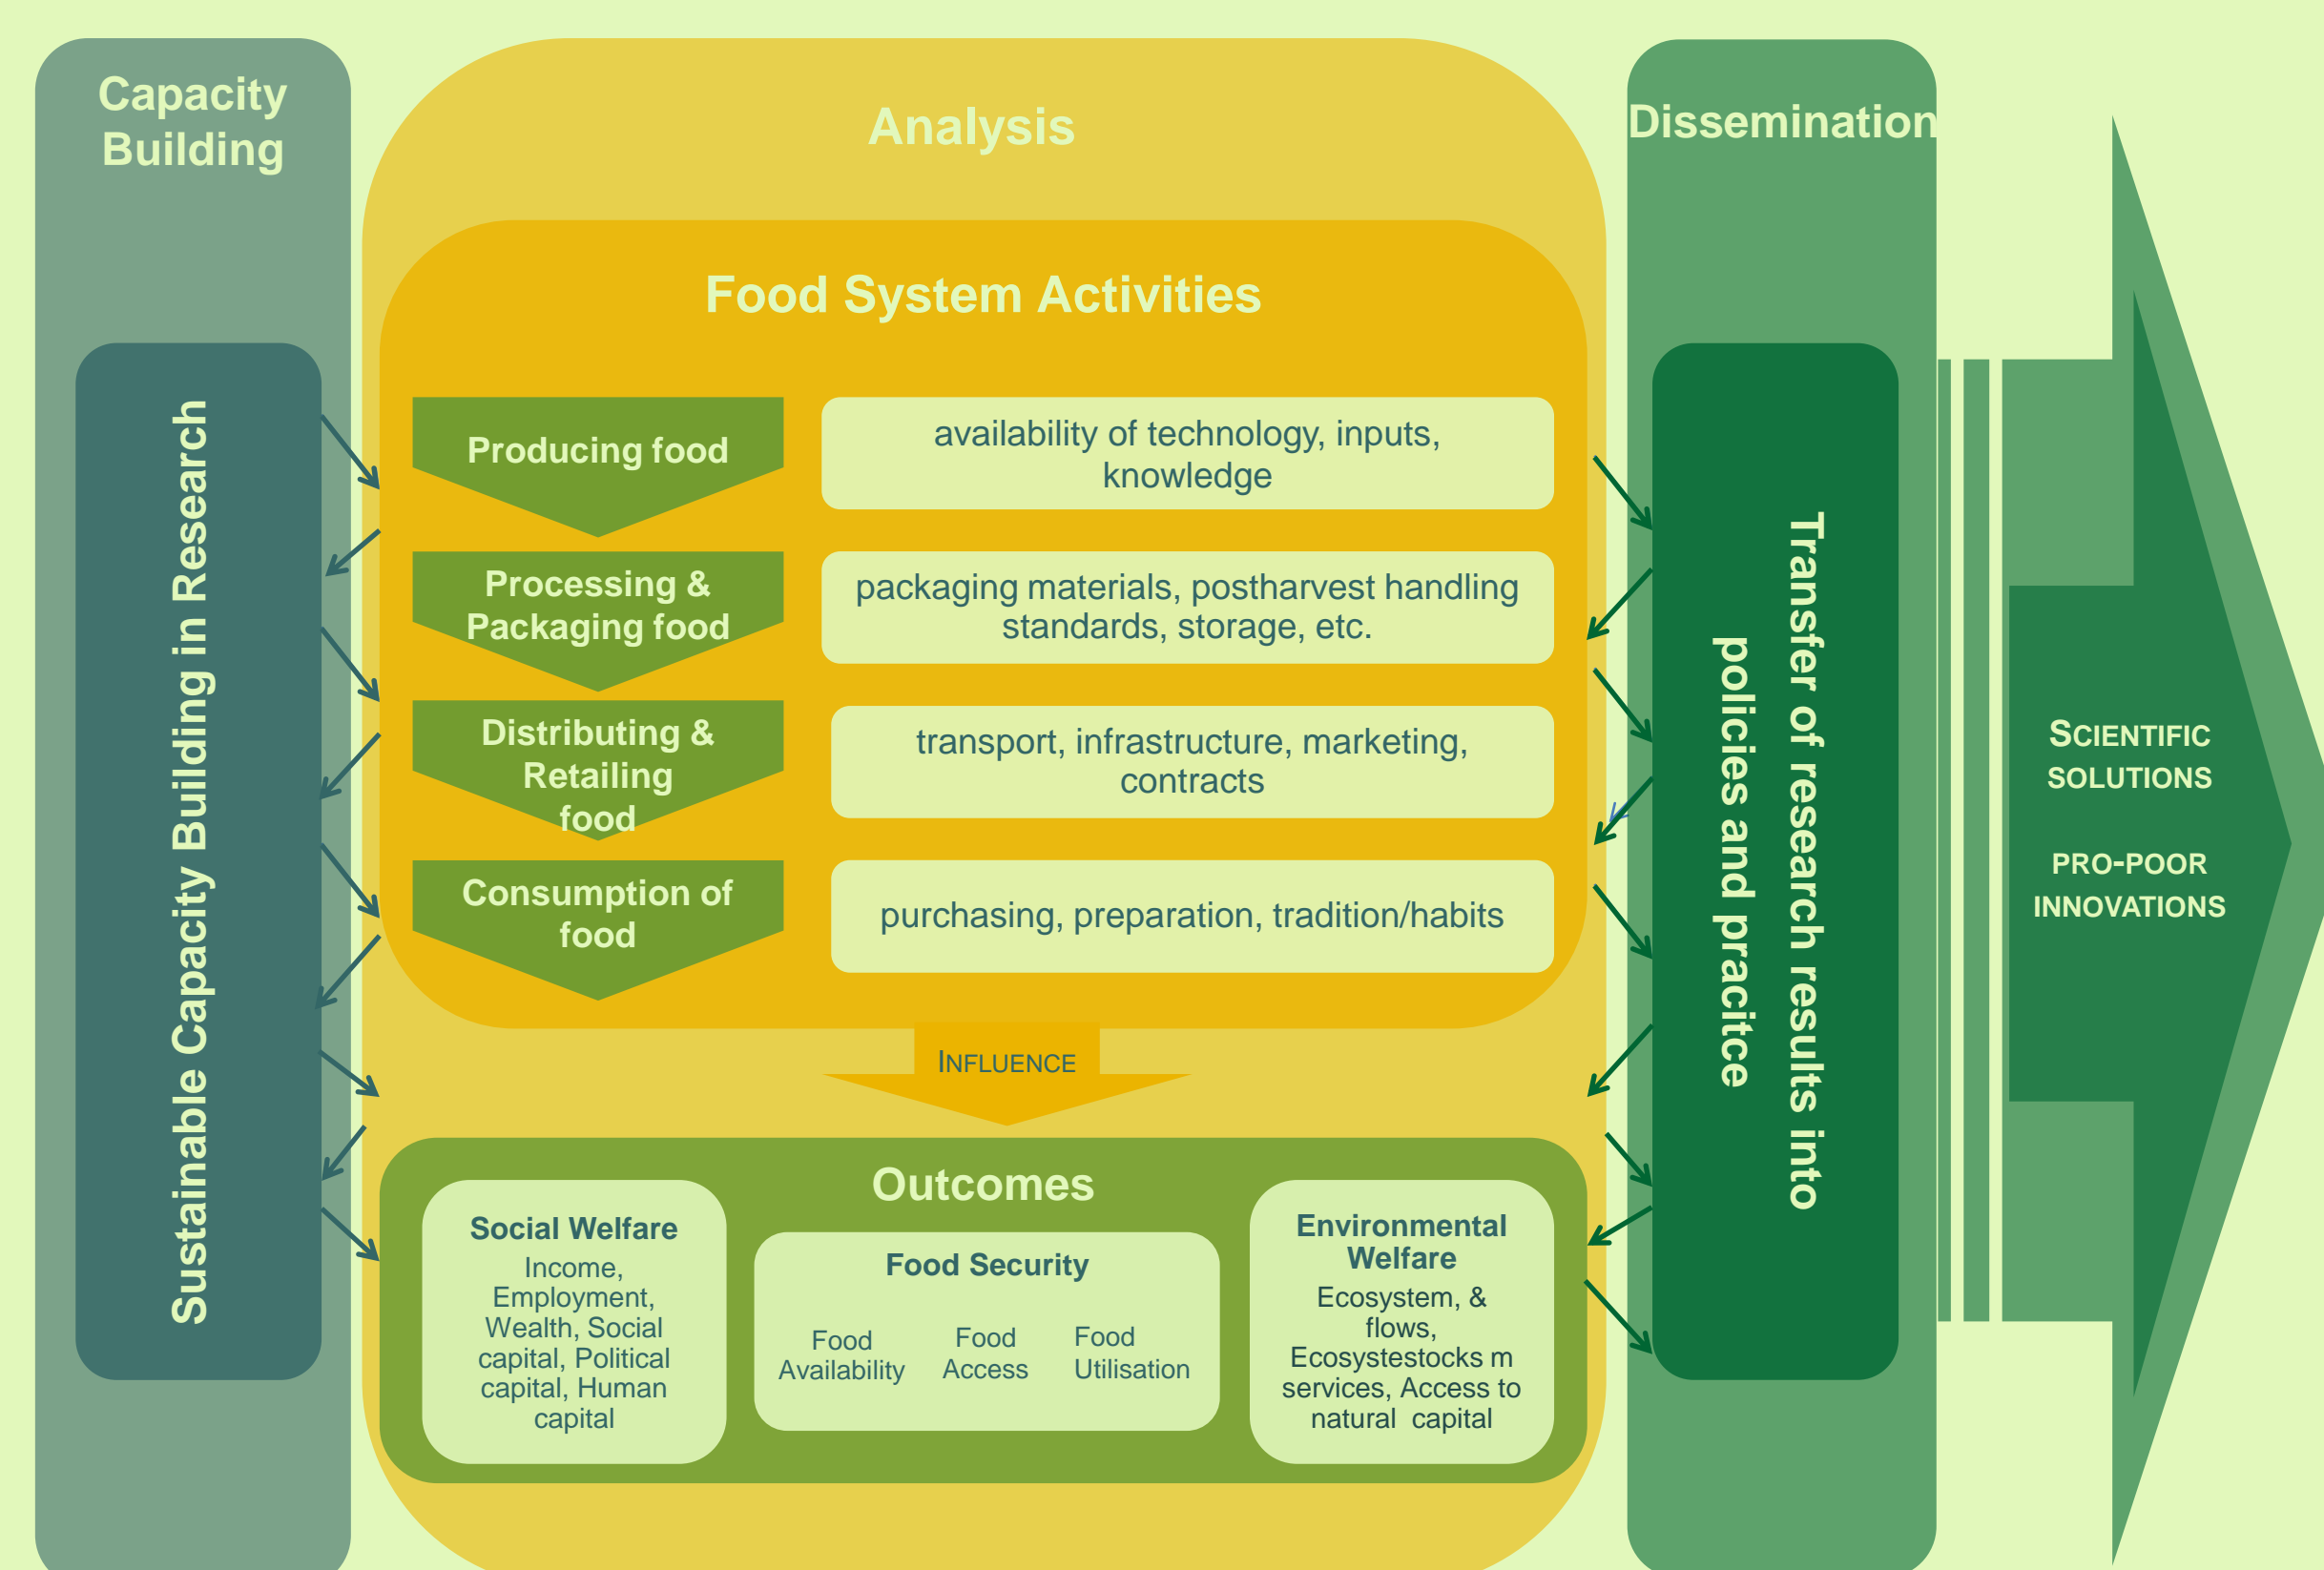 Capacity
Building
Sustainable Capacity Building in Research
Analysis
Food System Activities
Producing food
availability of technology, inputs,
knowledge
Processing &
Packaging food
packaging materials, postharvest handling
standards, storage, etc.
Distributing &
Retailing
food
transport, infrastructure, marketing,
contracts
Consumption of
food
purchasing, preparation, tradition/habits
INFLUENCE
Outcomes
Social Welfare
Income,
Employment,
Wealth, Social
capital, Political
capital, Human
capital
Food Security
Food
Availability
Food
Access
Food
Utilisation
Environmental
Welfare
Ecosystem, &
flows,
Ecosystestocks m
services, Access to
natural capital
Dissemination
Transfer of research results into
policies and pracitce
SCIENTIFIC
SOLUTIONS
PRO-POOR
INNOVATIONS